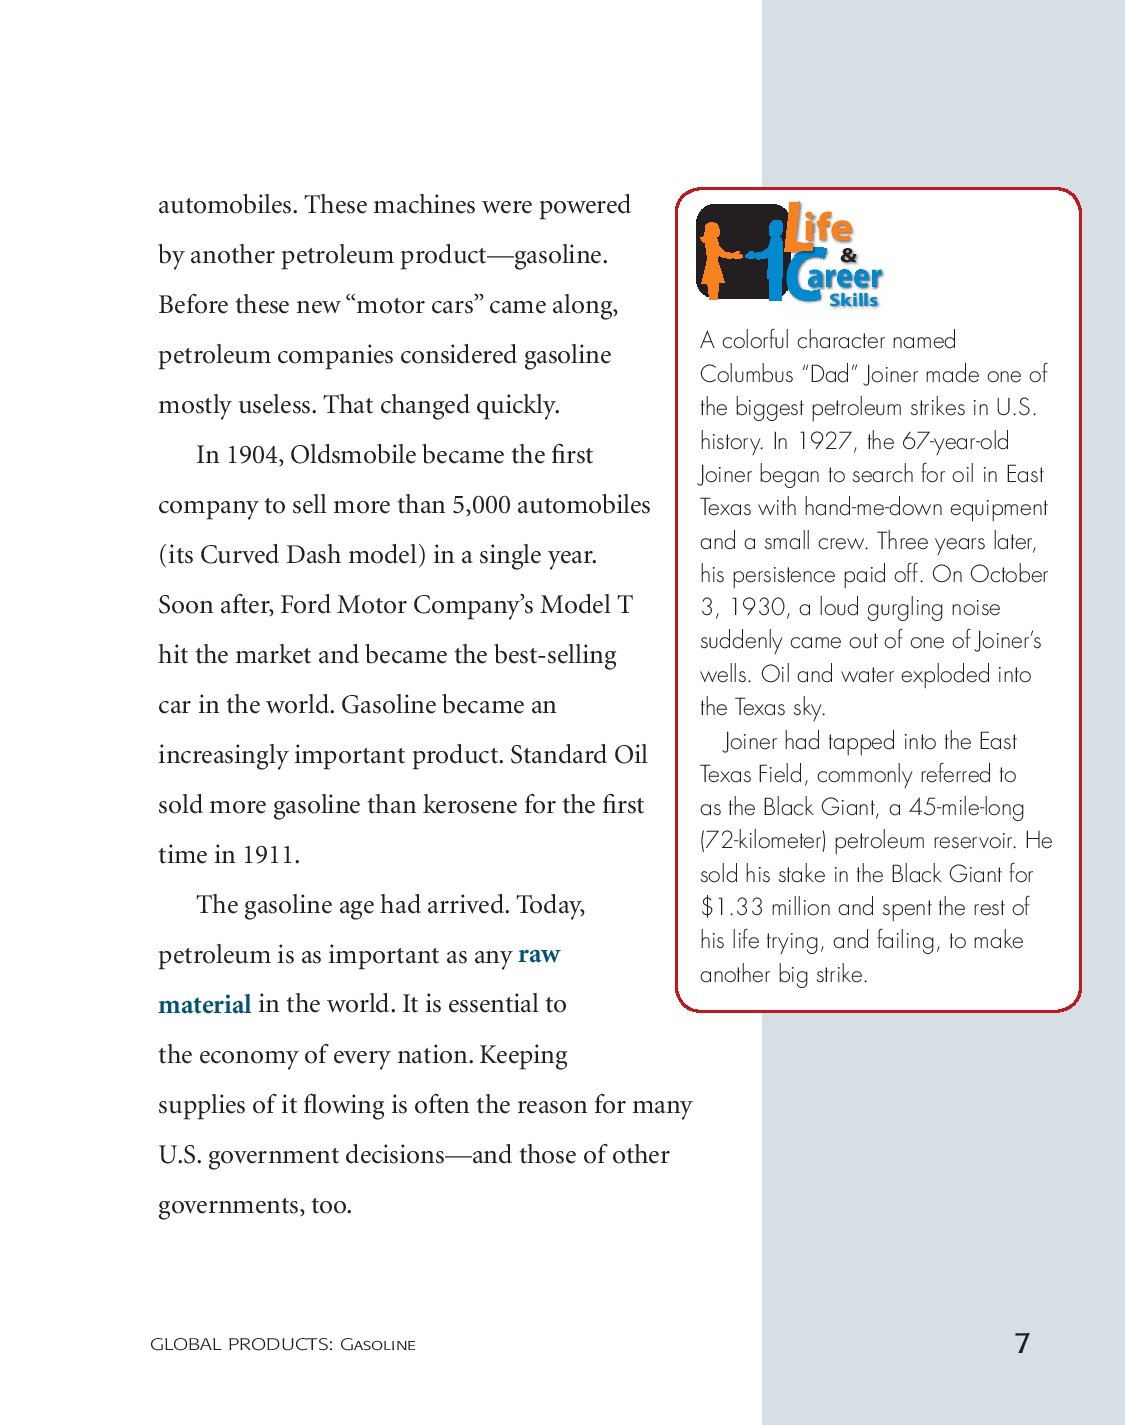 automobiles. These machines were powered
by another petroleum product—gasoline.
Before these new “motor cars” came along,
petroleum companies considered gasoline
mostly useless. That changed quickly.
In 1904, Oldsmobile became the first
company to sell more than 5,000 automobiles
(its Curved Dash model) in a single year.
Soon after, Ford Motor Company’s Model T
hit the market and became the best-selling
car in the world. Gasoline became an
increasingly important product. Standard Oil
sold more gasoline than kerosene for the first
time in 1911.
The gasoline age had arrived. Today,
petroleum is as important as any raw
material in the world. It is essential to
the economy of every nation. Keeping
supplies of it flowing is often the reason for many
U.S. government decisions—and those of other
governments, too.
Life
&
Career
Skills
A colorful character named
Columbus “Dad” Joiner made one of
the biggest petroleum strikes in U.S.
history. In 1927, the 67-year-old
Joiner began to search for oil in East
Texas with hand-me-down equipment
and a small crew. Three years later,
his persistence paid off. On October
3, 1930, a loud gurgling noise
suddenly came out of one of Joiner’s
wells. Oil and water exploded into
the Texas sky.
Joiner had tapped into the East
Texas Field, commonly referred to
as the Black Giant, a 45-mile-long
(72-kilometer) petroleum reservoir. He
sold his stake in the Black Giant for
$1.33 million and spent the rest of
his life trying, and failing, to make
another big strike.
GLOBAL PRODUCTS: GASOLINE
7